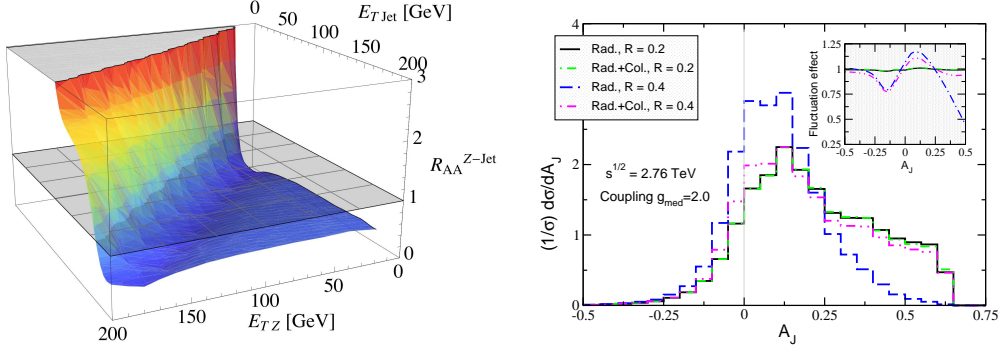 0
50
100
150
200
E_T Jet [GeV]
3
2
1
0
R_AA^Z-Jet
200
150
100
50
0
E_T Z [GeV]
4
3
2
1
0
(1/σ) dσ/dA_J
Rad., R = 0.2
Rad.+Col., R = 0.2
Rad., R = 0.4
Rad.+Col., R = 0.4
s^1/2 = 2.76 TeV
Coupling g_med=2.0
1.25
1
0.75
0.5
0.25
Fluctuation effect
-0.5 -0.25 0 0.25 0.5
A_J
-0.5 -0.25 0 0.25 0.5 0.75
A_J